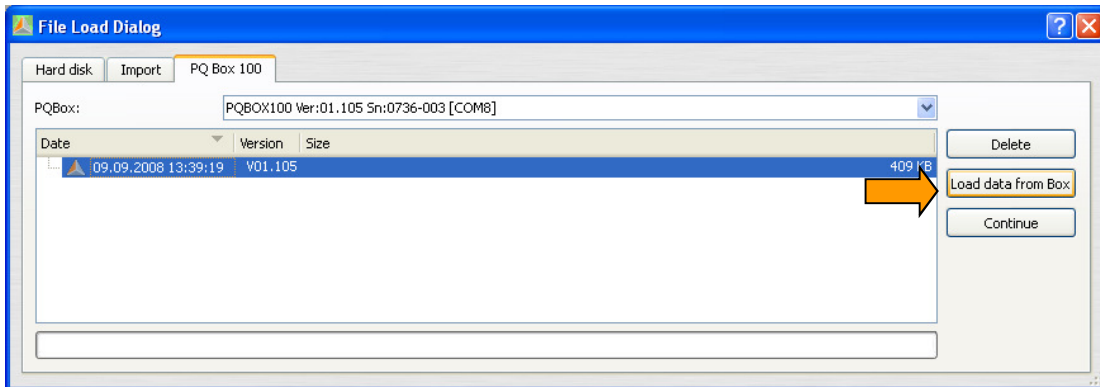 File Load Dialog
Hard disk Import PQ Box 100
PQBox: PQBOX100 Ver:01.105 Sn:0736-003 [COM8]
Date Version Size
09.09.2008 13:39:19 V01.105 409 KB
Delete
Load data from Box
Continue